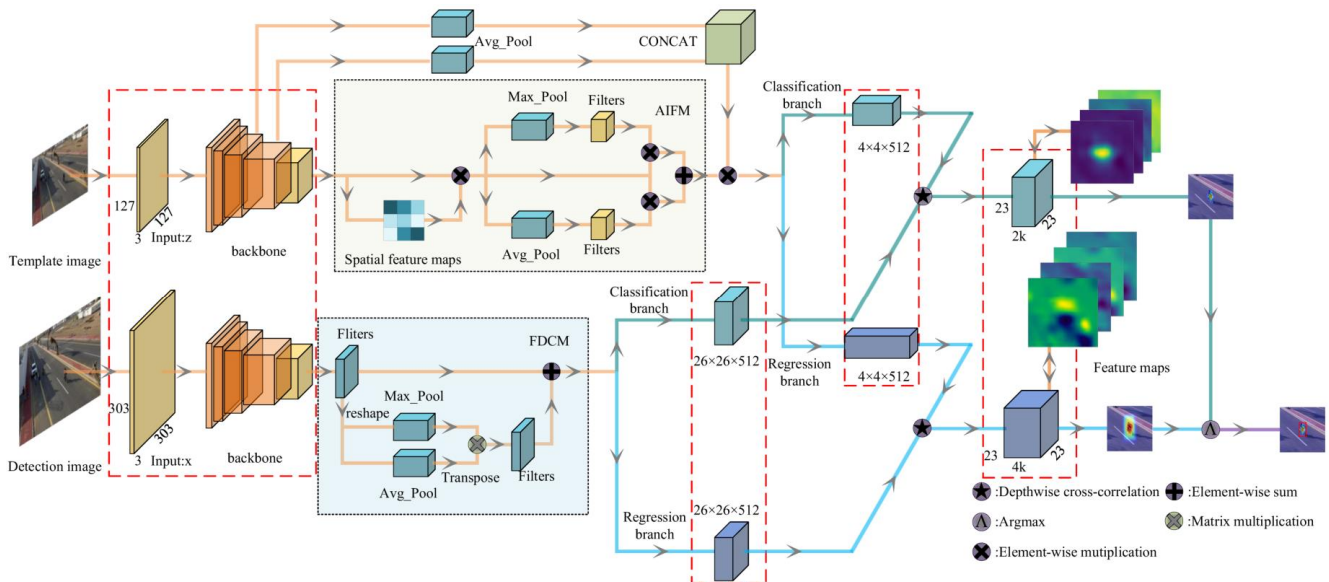 Avg_Pool
CONCAT
Max_Pool
Filters
AIFM
Classification
branch
4×4×512
127
127
3
Input:z
backbone
Template image
Spatial feature maps
Avg_Pool
Filters
23
23
2k
Classification
branch
26×26×512
Regression
branch
4×4×512
Fliters
FDCM
Max_Pool
reshape
Avg_Pool
Transpose
Filters
303
303
3
Input:x
backbone
Detection image
Feature maps
23
23
4k
Λ
Regression
branch
26×26×512
:Depthwise cross-correlation
:Element-wise sum
Λ
:Argmax
:Matrix multiplication
:Element-wise mutiplication